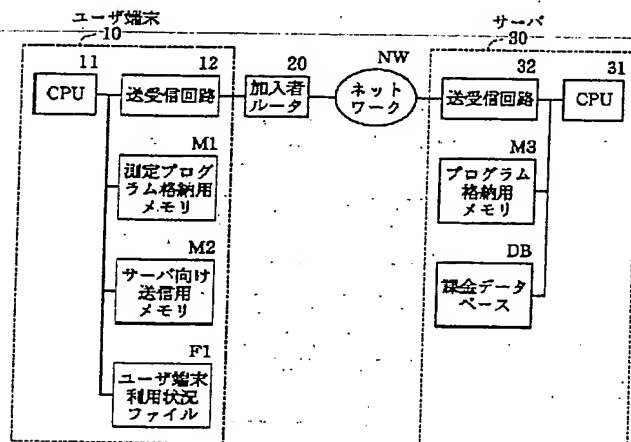 ユーザ端末
10
サーバ
30
11
12
20
NW
32
31
CPU
送受信回路
加入者
ルータ
ネット
ワーク
送受信回路
CPU
M1
測定プログ
ラム格納用
メモリ
M3
プログラム
格納用
メモリ
M2
サーバ向け
送信用
メモリ
DB
課金データ
ベース
F1
ユーザ端末
利用状況
ファイル